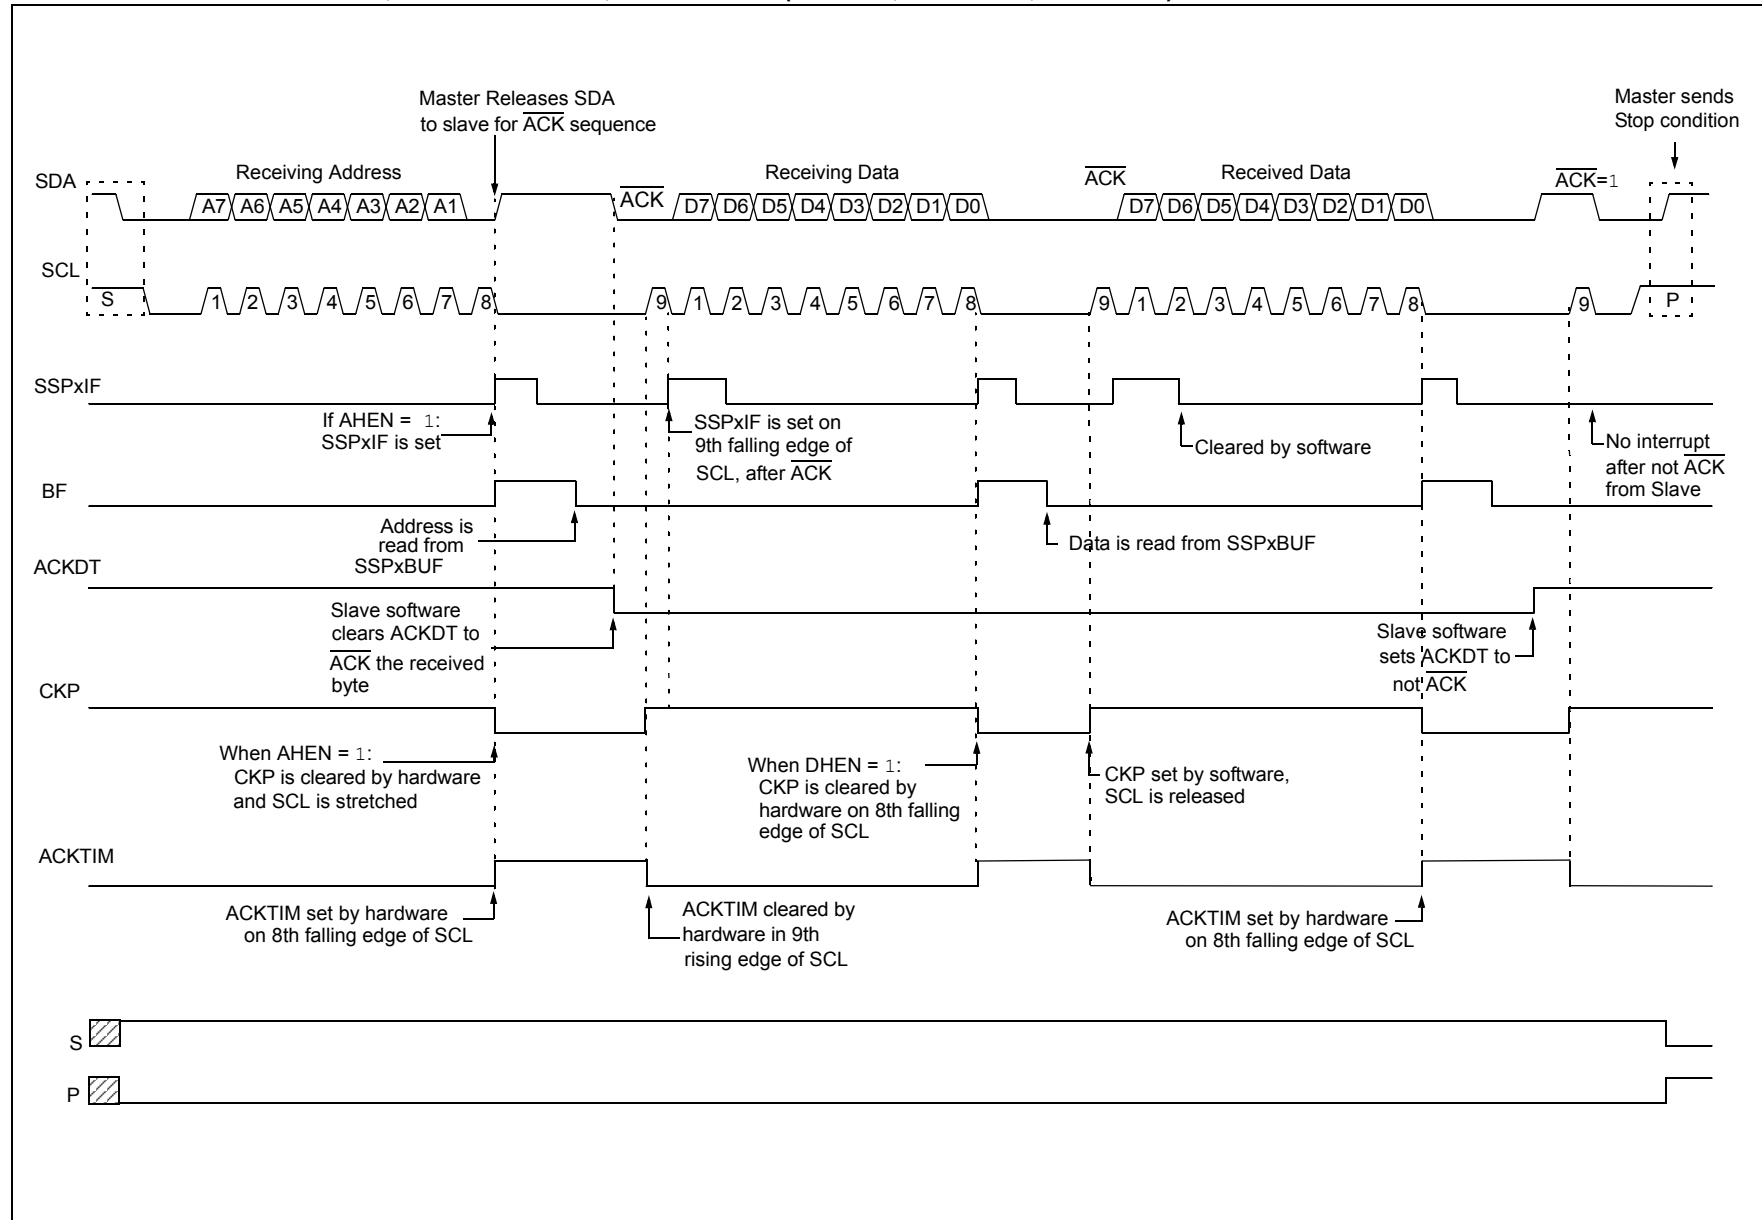 Master Releases SDA
to slave for ACK sequence
Master sends
Stop condition
SDA
Receiving Address
Receiving Data
Received Data
ACK
ACK
ACK=1
A7 A6 A5 A4 A3 A2 A1
D7 D6 D5 D4 D3 D2 D1 D0
D7 D6 D5 D4 D3 D2 D1 D0
SCL
S
1 2 3 4 5 6 7 8
9 1 2 3 4 5 6 7 8
9 1 2 3 4 5 6 7 8
9
P
SSPxIF
If AHEN = 1:
SSPxIF is set
SSPxIF is set on
9th falling edge of
SCL, after ACK
Cleared by software
No interrupt
after not ACK
from Slave
BF
Address is
read from
SSPxBUF
Data is read from SSPxBUF
ACKDT
Slave software
clears ACKDT to
ACK the received
byte
Slave software
sets ACKDT to
not ACK
CKP
When AHEN = 1:
CKP is cleared by hardware
and SCL is stretched
When DHEN = 1:
CKP is cleared by
hardware on 8th falling
edge of SCL
CKP set by software,
SCL is released
ACKTIM
ACKTIM set by hardware
on 8th falling edge of SCL
ACKTIM cleared by
hardware in 9th
rising edge of SCL
ACKTIM set by hardware
on 8th falling edge of SCL
S
P